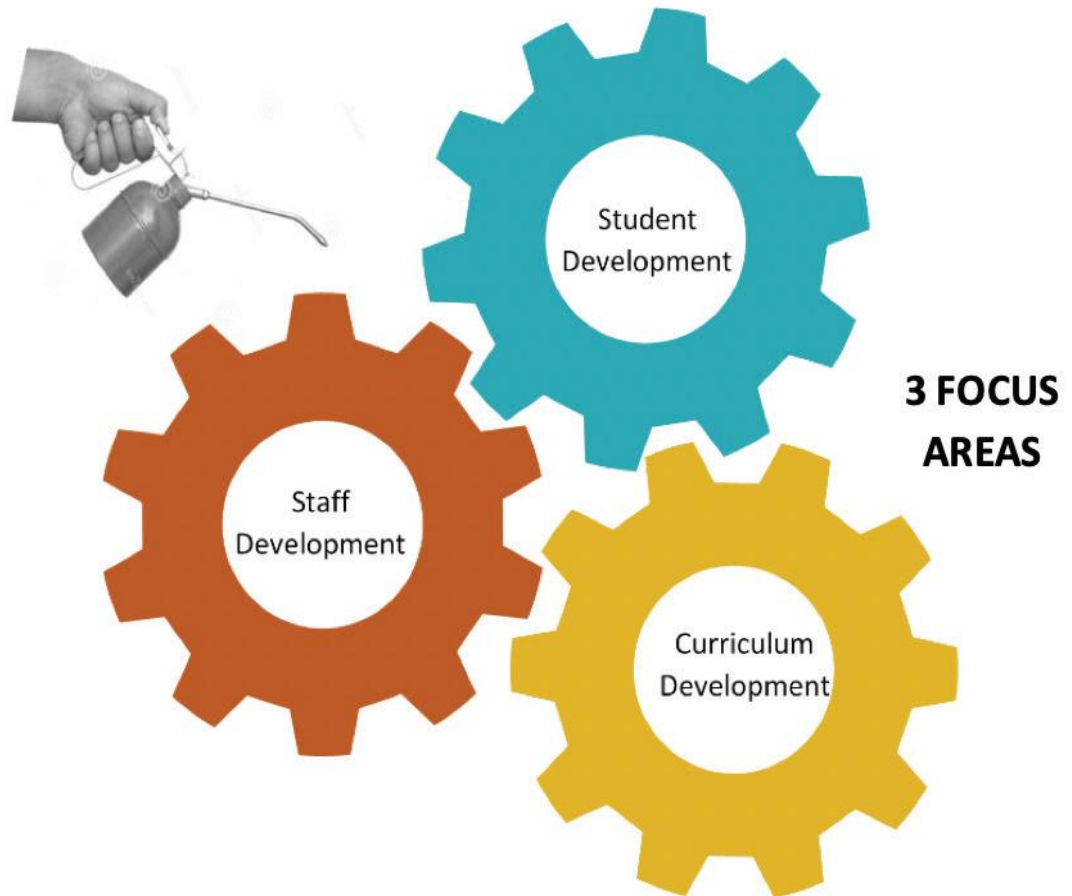 Student
Development
3 FOCUS
AREAS
Staff
Development
Curriculum
Development